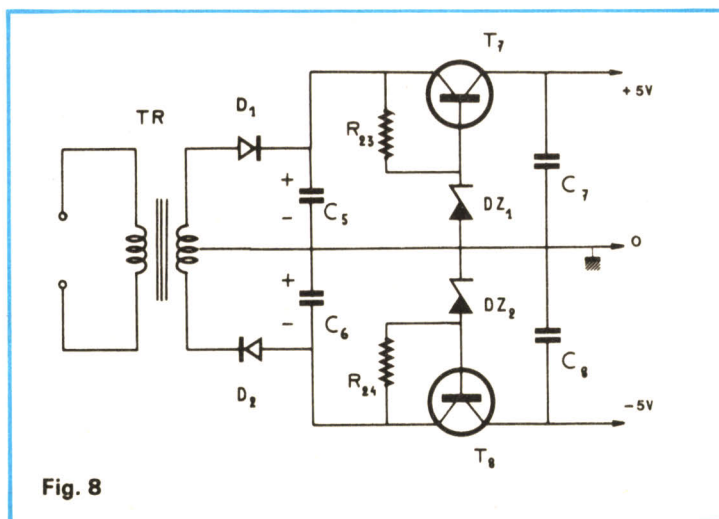 T7
+5V
D1
TR
R23
+
-
C5
DZ1
C7
0
+
-
C6
DZ2
R24
C8
D2
-5V
T8
Fig. 8